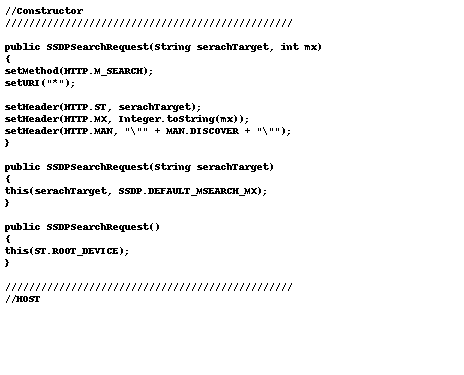 //Constructor
////////////////////////////////////////////////
public SSDPSearchRequest(String serachTarget, int mx)
{
setMethod(HTTP.M_SEARCH);
setURI("*");
setHeader(HTTP.ST, serachTarget);
setHeader(HTTP.MX, Integer.toString(mx));
setHeader(HTTP.MAN, "\"" + MAN.DISCOVER + "\"");
}
public SSDPSearchRequest(String serachTarget)
{
this(serachTarget, SSDP.DEFAULT_MSEARCH_MX);
}
public SSDPSearchRequest()
{
this(ST.ROOT_DEVICE);
}
////////////////////////////////////////////////
//HOST